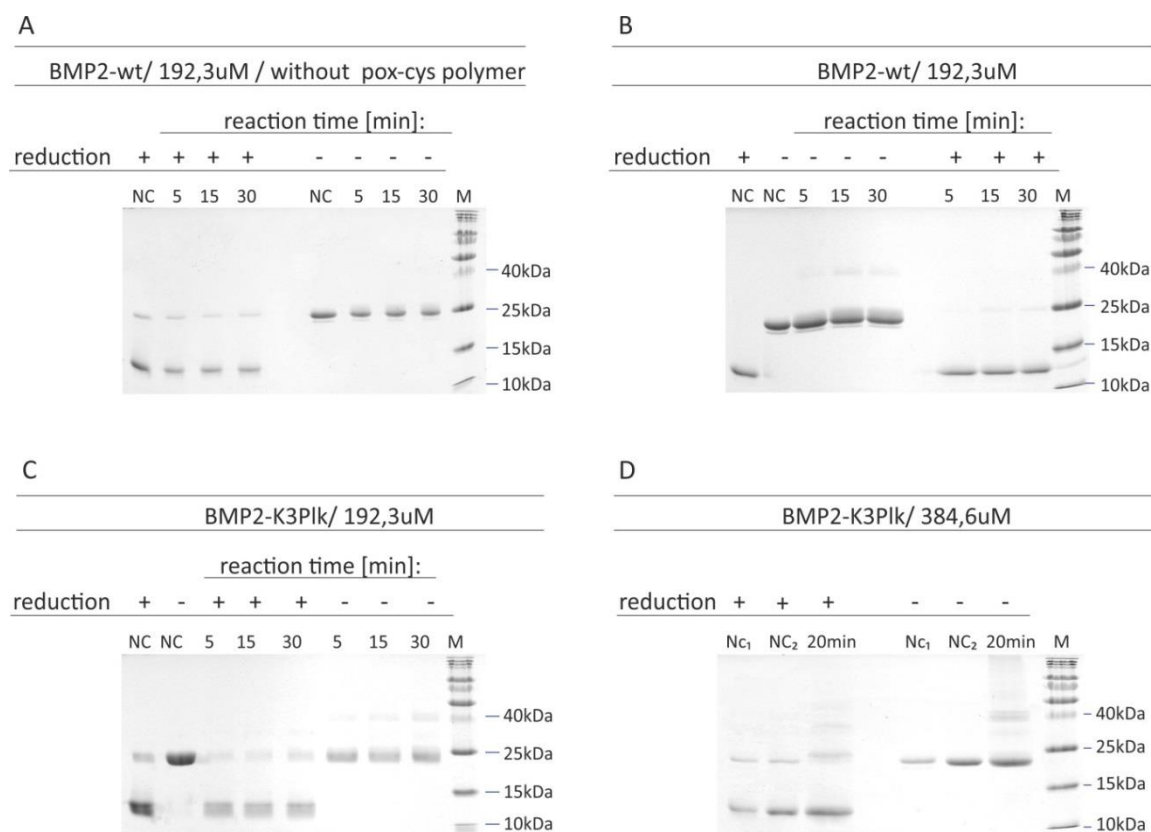 A
BMP2-wt/ 192,3uM / without pox-cys polymer
reaction time [min]:
reduction + + + + - - - -
NC 5 15 30 NC 5 15 30 M
40kDa
25kDa
15kDa
10kDa
B
BMP2-wt/ 192,3uM
reaction time [min]:
reduction + - - - - + + +
NC NC 5 15 30 5 15 30 M
40kDa
25kDa
15kDa
10kDa
C
BMP2-K3Plk/ 192,3uM
reaction time [min]:
reduction + - + + + - - -
NC NC 5 15 30 5 15 30 M
40kDa
25kDa
15kDa
10kDa
D
BMP2-K3Plk/ 384,6uM
reduction + + + - - -
Nc₁ NC₂ 20min Nc₁ NC₂ 20min M
40kDa
25kDa
15kDa
10kDa